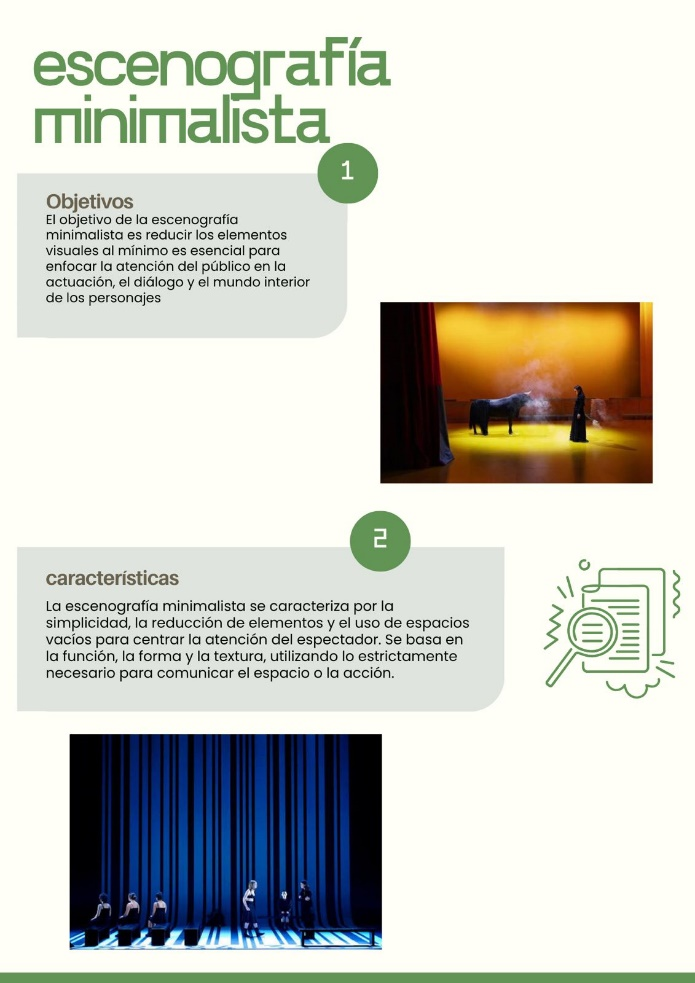 escenografía
minimalista
1
Objetivos
El objetivo de la escenografía
minimalista es reducir los elementos
visuales al mínimo es esencial para
enfocar la atención del público en la
actuación, el diálogo y el mundo interior
de los personajes
2
características
La escenografía minimalista se caracteriza por la
simplicidad, la reducción de elementos y el uso de espacios
vacíos para centrar la atención del espectador. Se basa en
la función, la forma y la textura, utilizando lo estrictamente
necesario para comunicar el espacio o la acción.